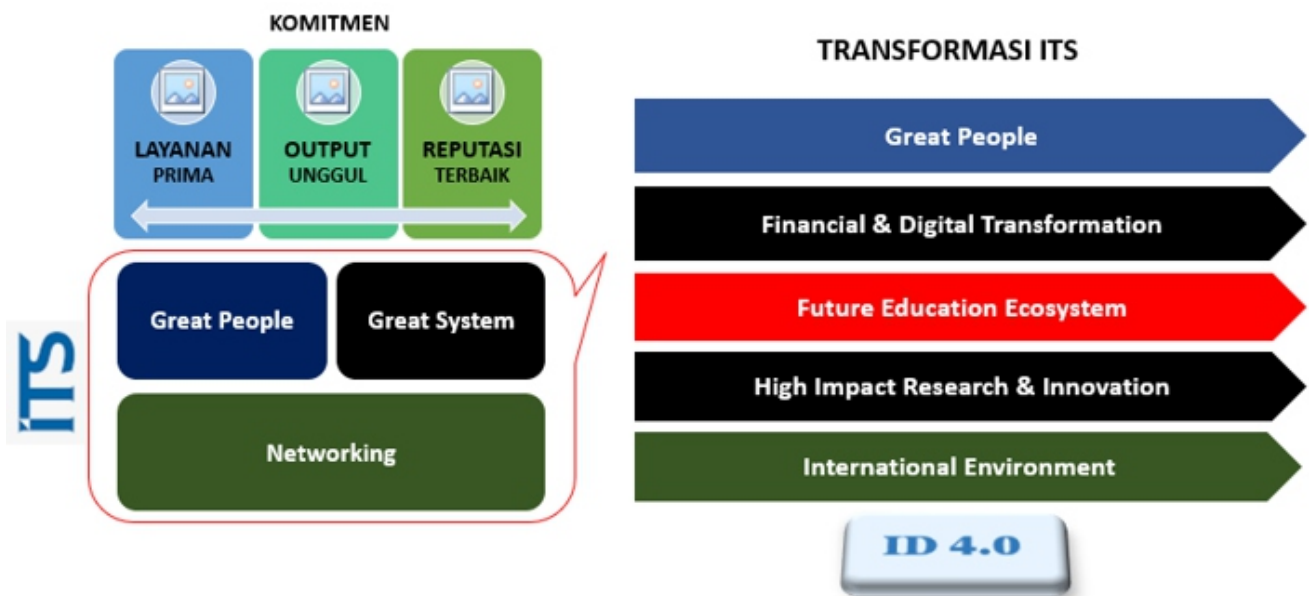 KOMITMEN
LAYANAN
PRIMA
OUTPUT
UNGGUL
REPUTASI
TERBAIK
Great People
Great System
Networking
iTS
TRANSFORMASI ITS
Great People
Financial & Digital Transformation
Future Education Ecosystem
High Impact Research & Innovation
International Environment
ID 4.0